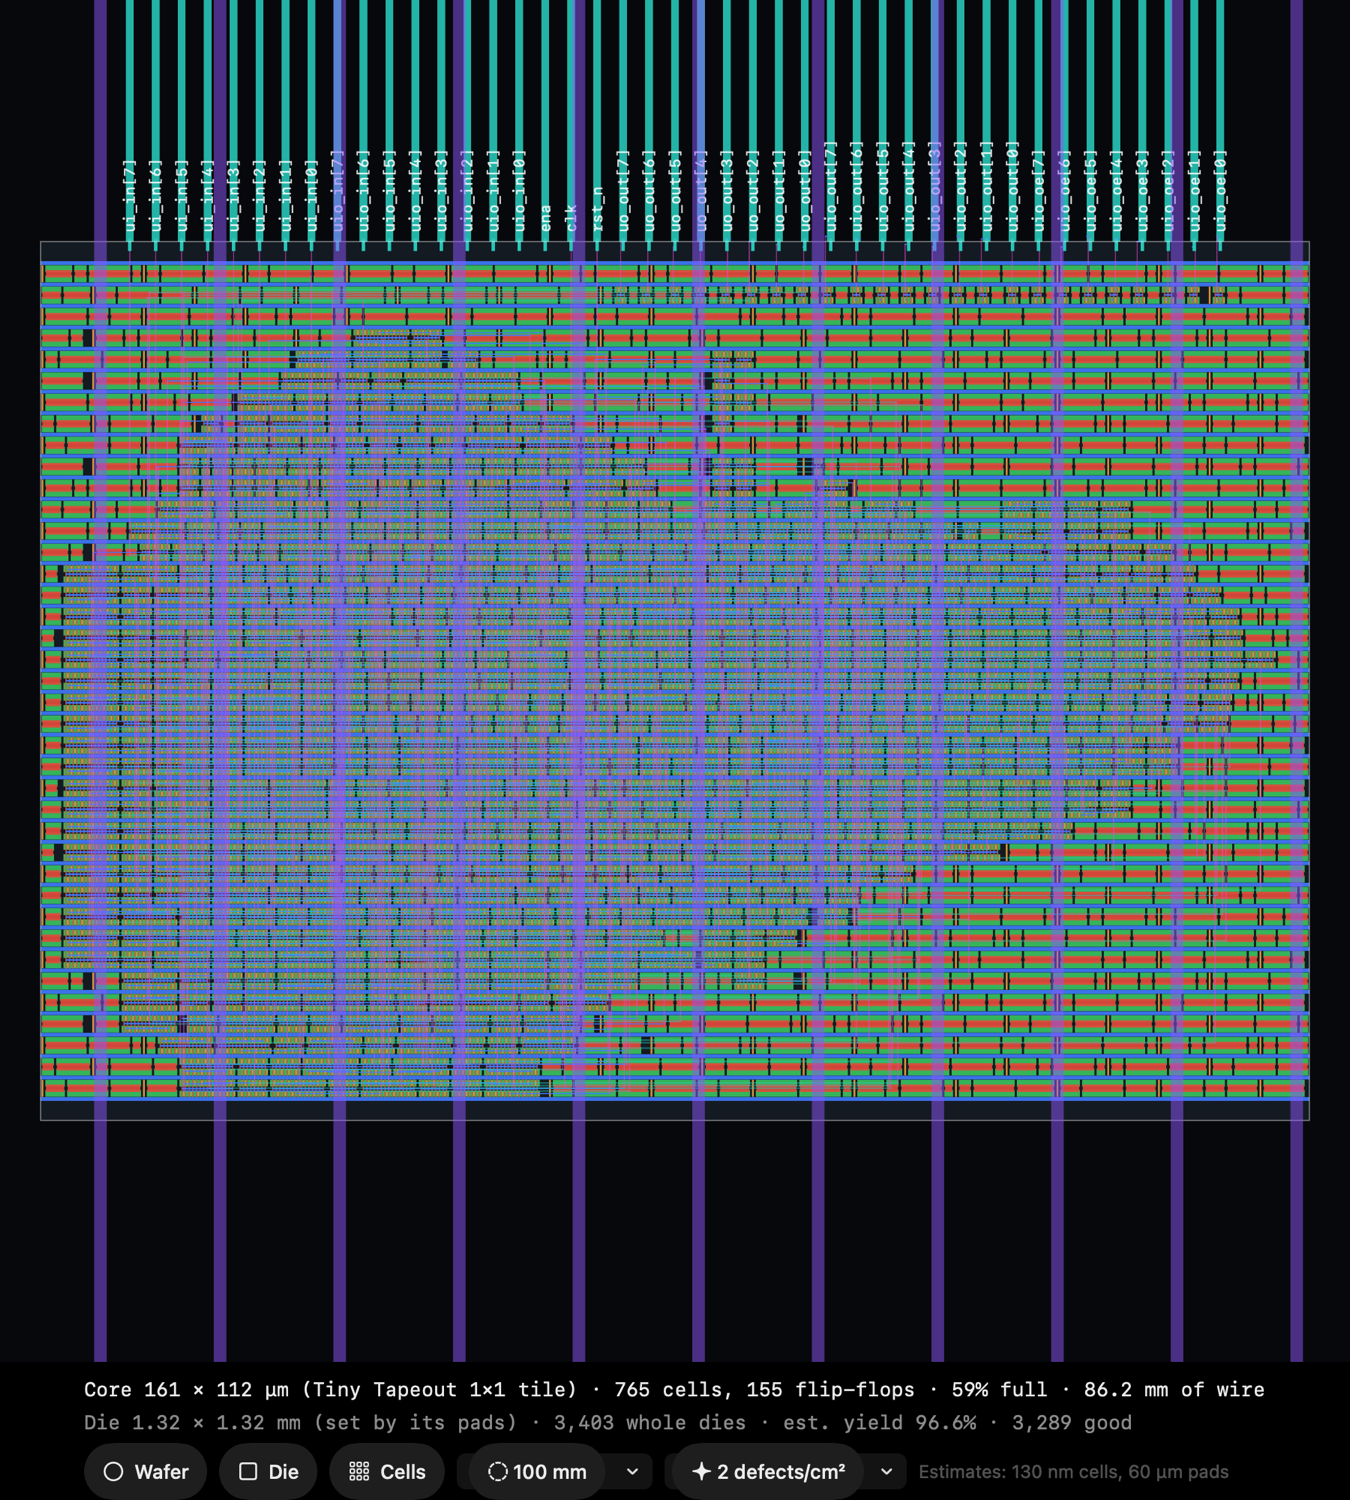 ui_in[7]
ui_in[6]
ui_in[5]
ui_in[4]
ui_in[3]
ui_in[2]
ui_in[1]
ui_in[0]
uio_in[7]
uio_in[6]
uio_in[5]
uio_in[4]
uio_in[3]
uio_in[2]
uio_in[1]
uio_in[0]
ena
clk
rst_n
uo_out[7]
uo_out[6]
uo_out[5]
uo_out[4]
uo_out[3]
uo_out[2]
uo_out[1]
uo_out[0]
uio_out[7]
uio_out[6]
uio_out[5]
uio_out[4]
uio_out[3]
uio_out[2]
uio_out[1]
uio_out[0]
uio_oe[7]
uio_oe[6]
uio_oe[5]
uio_oe[4]
uio_oe[3]
uio_oe[2]
uio_oe[1]
uio_oe[0]
Core 161 × 112 µm (Tiny Tapeout 1×1 tile) · 765 cells, 155 flip-flops · 59% full · 86.2 mm of wire
Die 1.32 × 1.32 mm (set by its pads) · 3,403 whole dies · est. yield 96.6% · 3,289 good
Wafer Die Cells 100 mm 2 defects/cm² Estimates: 130 nm cells, 60 µm pads